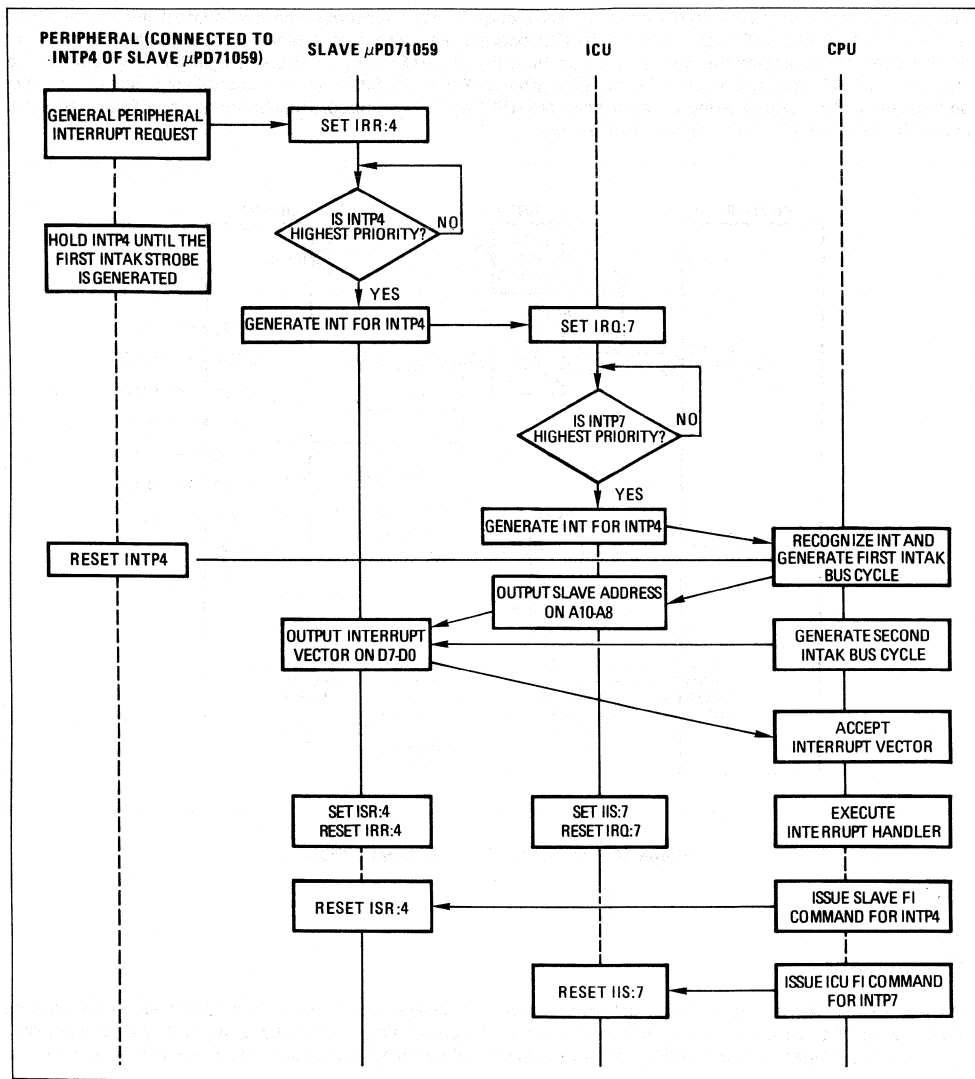 PERIPHERAL (CONNECTED TO
INTP4 OF SLAVE μPD71059)
SLAVE μPD71059
ICU
CPU
GENERAL PERIPHERAL
INTERRUPT REQUEST
SET IRR:4
IS INTP4
HIGHEST PRIORITY?
NO
HOLD INTP4 UNTIL THE
FIRST INTAK STROBE
IS GENERATED
YES
GENERATE INT FOR INTP4
SET IRQ:7
IS INTP7
HIGHEST PRIORITY?
NO
YES
GENERATE INT FOR INTP4
RECOGNIZE INT AND
GENERATE FIRST INTAK
BUS CYCLE
RESET INTP4
OUTPUT SLAVE ADDRESS
ON A10-A8
OUTPUT INTERRUPT
VECTOR ON D7-D0
GENERATE SECOND
INTAK BUS CYCLE
ACCEPT
INTERRUPT VECTOR
SET ISR:4
RESET IRR:4
SET IIS:7
RESET IRQ:7
EXECUTE
INTERRUPT HANDLER
RESET ISR:4
ISSUE SLAVE FI
COMMAND FOR INTP4
RESET IIS:7
ISSUE ICU FI COMMAND
FOR INTP7